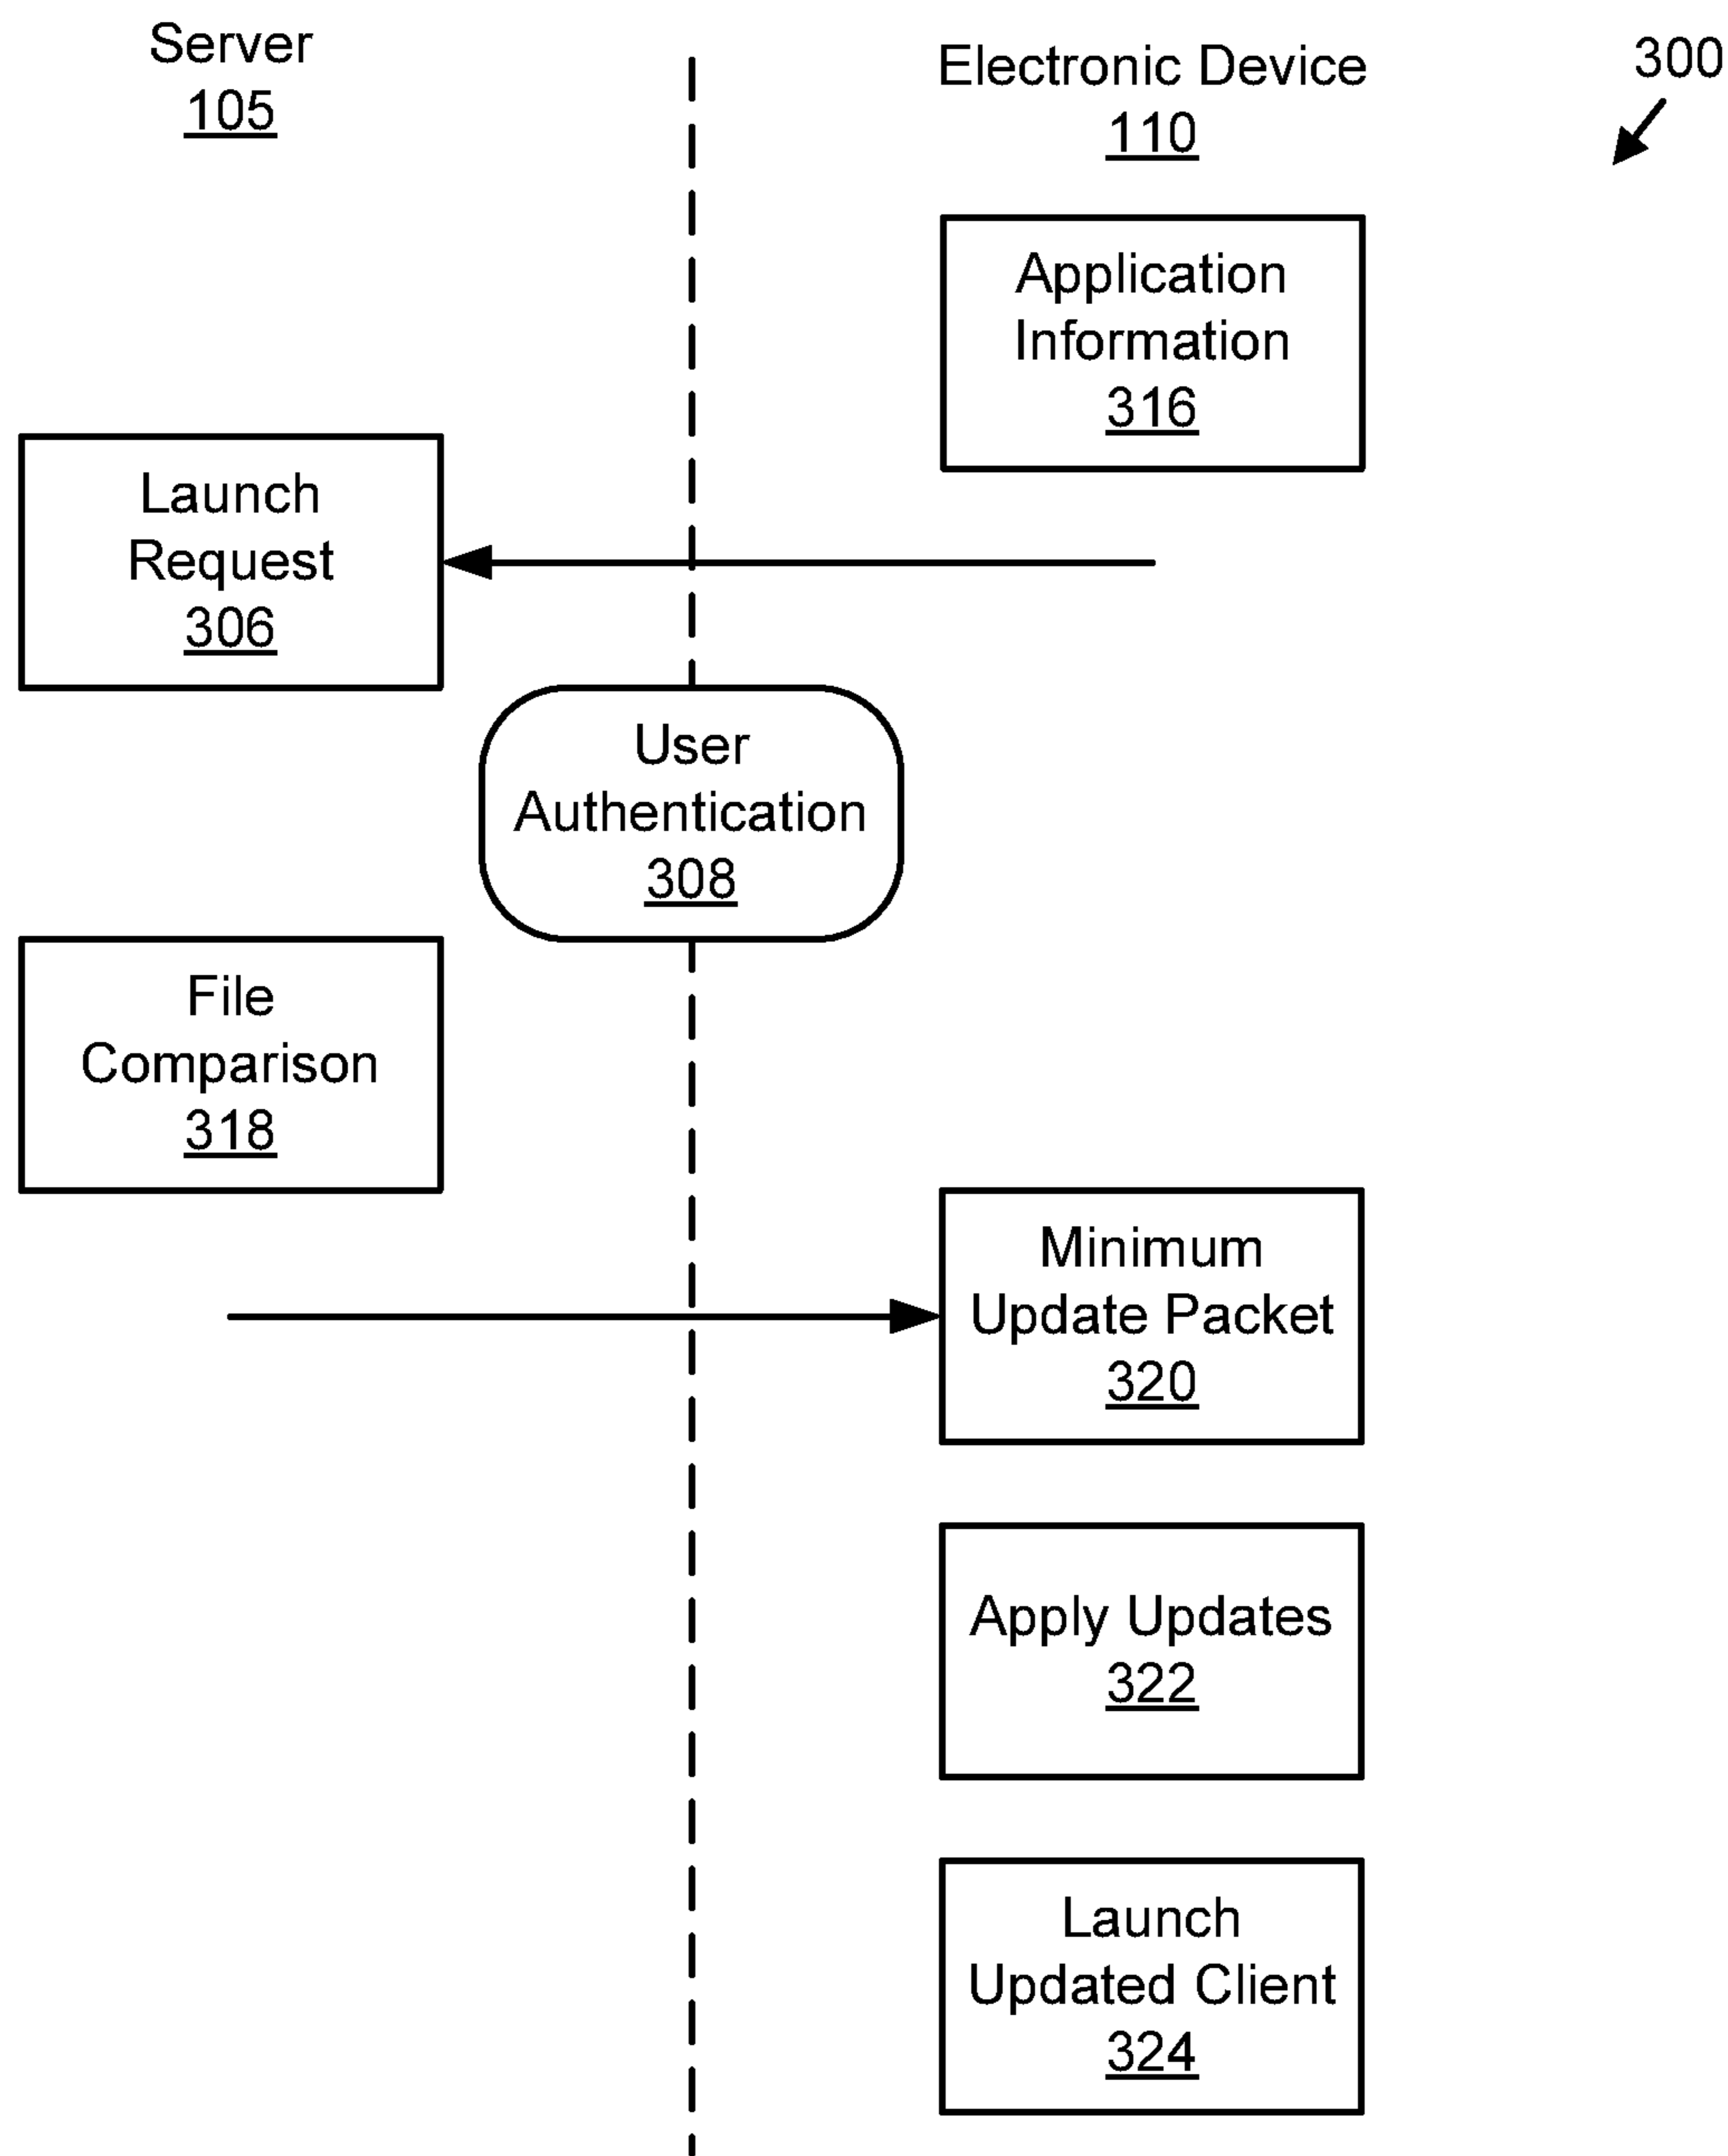 Server
105
Electronic Device
110
300
Application
Information
316
Launch
Request
306
User
Authentication
308
File
Comparison
318
Minimum
Update Packet
320
Apply Updates
322
Launch
Updated Client
324